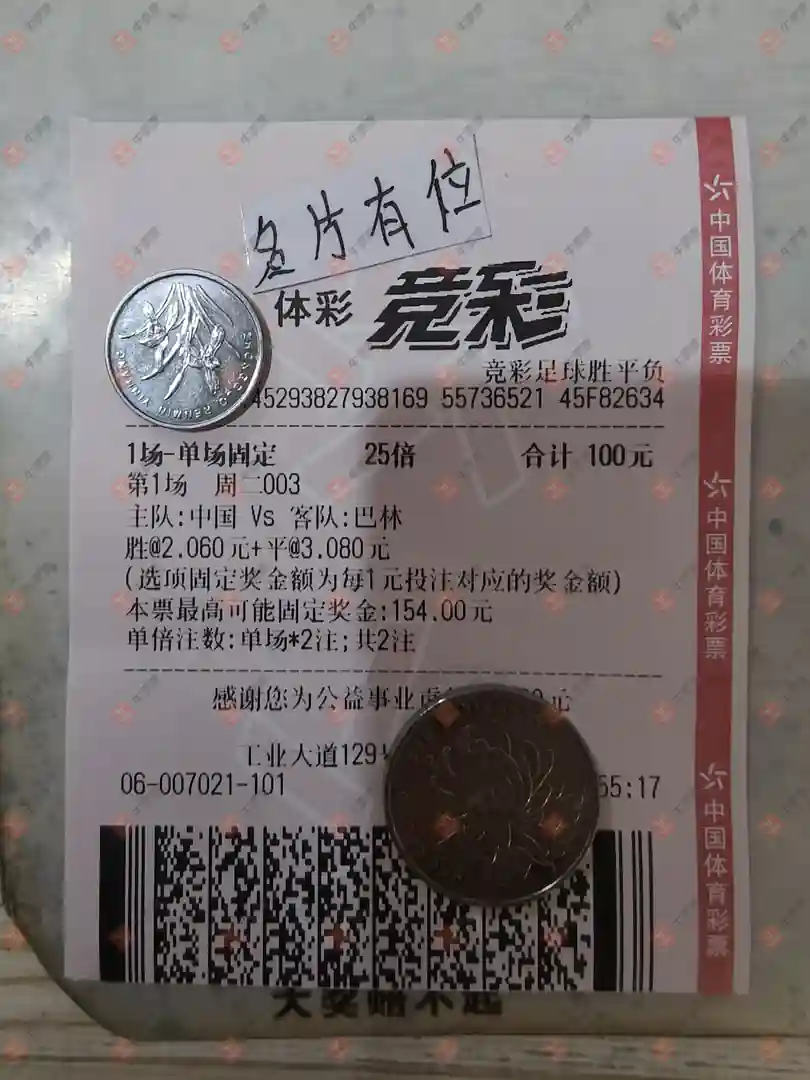 名片有位
体彩 竞彩
竞彩足球胜平负
45293827938169 55736521 45F82634
1场-单场固定 25倍 合计 100元
第1场 周二003
主队:中国 Vs 客队:巴林
胜@2.060元+平@3.080元
(选项固定奖金额为每1元投注对应的奖金额)
本票最高可能固定奖金:154.00元
单倍注数:单场*2注;共2注
感谢您为公益事业贡 元
工业大道129
06-007021-101 55:17
中国体育彩票
中国体育彩票
中国体育彩票